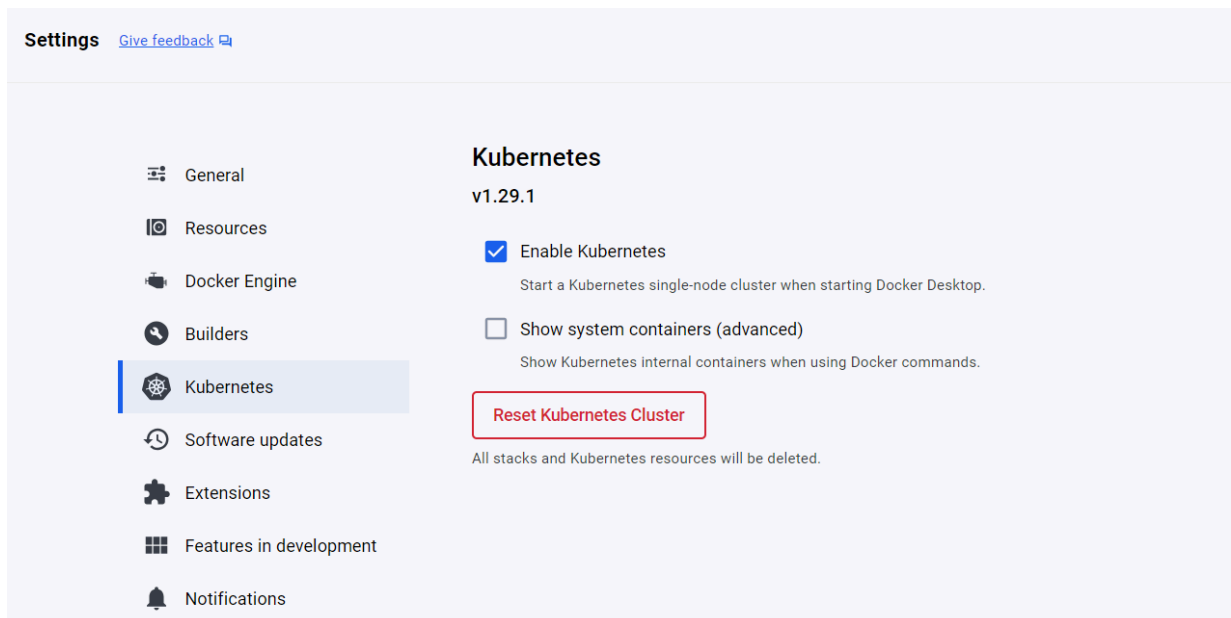 Settings Give feedback
General
Resources
Docker Engine
Builders
Kubernetes
Software updates
Extensions
Features in development
Notifications
Kubernetes
v1.29.1
Enable Kubernetes
Start a Kubernetes single-node cluster when starting Docker Desktop.
Show system containers (advanced)
Show Kubernetes internal containers when using Docker commands.
Reset Kubernetes Cluster
All stacks and Kubernetes resources will be deleted.